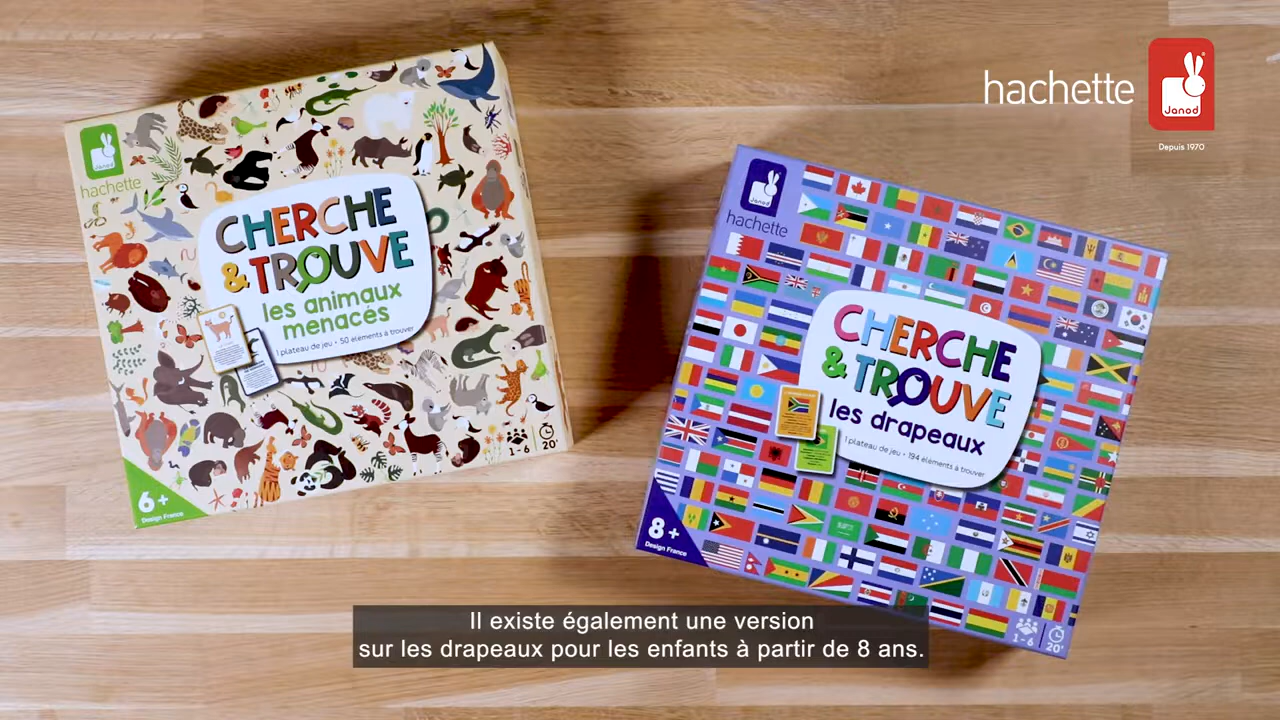 hachette
Janod
Depuis 1970
Janod
hachette
CHERCHE
& TROUVE
les animaux
menacés
1 plateau de jeu • 50 éléments à trouver
6+
Design France
1-6
20'
Janod
hachette
CHERCHE
& TROUVE
les drapeaux
1 plateau de jeu • 194 éléments à trouver
8+
Design France
1-6
20'
Il existe également une version
sur les drapeaux pour les enfants à partir de 8 ans.